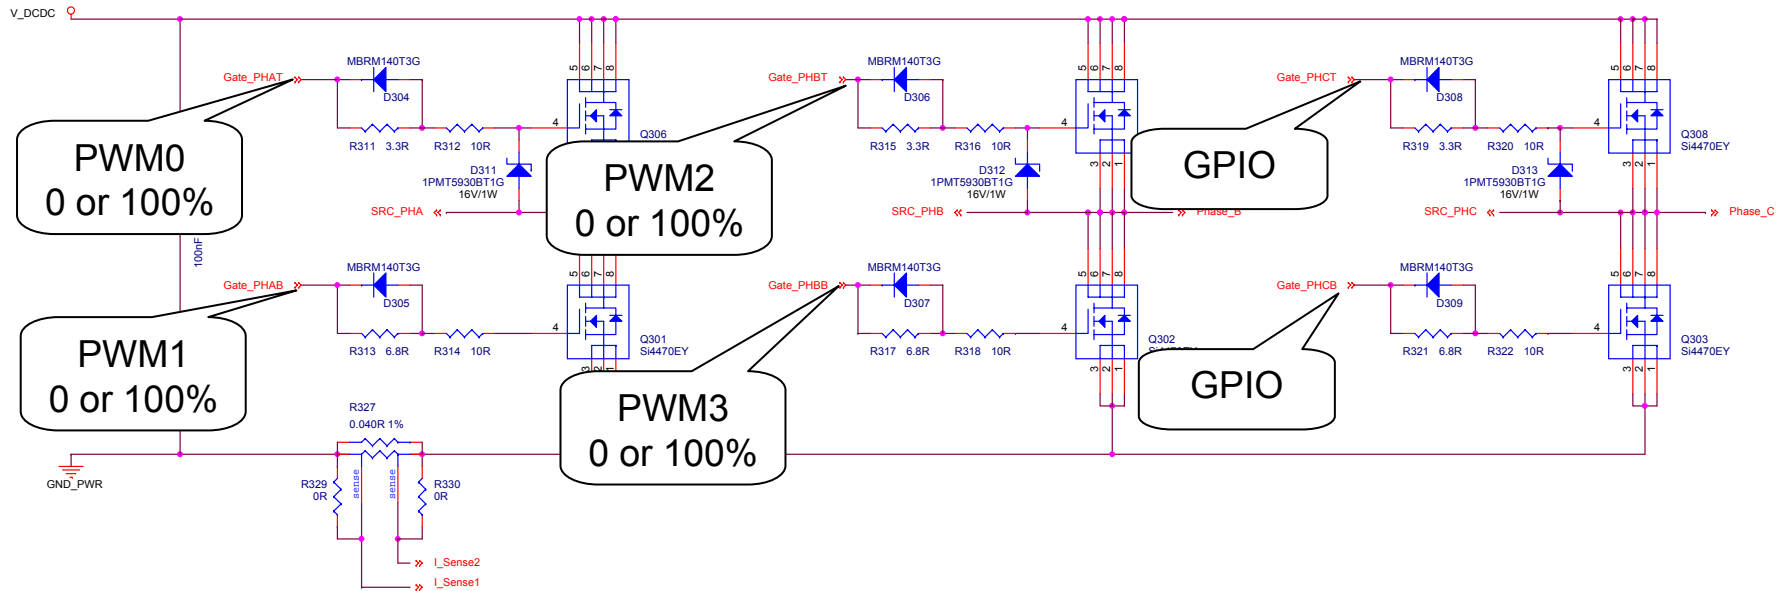 V_DCDC
MBRM140T3G
MBRM140T3G
MBRM140T3G
Gate_PHAT
Gate_PHBT
Gate_PHCT
D304
D306
D308
5 6 7 8
5 6 7 8
5 6 7 8
4
4
4
R311 3.3R R312 10R
R315 3.3R R316 10R
R319 3.3R R320 10R
Q306
Q308
Si4470EY
PWM0
0 or 100%
PWM2
0 or 100%
GPIO
D311
1PMT5930BT1G
16V/1W
D312
1PMT5930BT1G
16V/1W
D313
1PMT5930BT1G
16V/1W
3 2 1
3 2 1
SRC_PHA
SRC_PHB
Phase_B
SRC_PHC
Phase_C
100nF
MBRM140T3G
MBRM140T3G
MBRM140T3G
Gate_PHAB
Gate_PHBB
Gate_PHCB
D305
D307
D309
5 6 7 8
5 6 7 8
5 6 7 8
4
4
4
R313 6.8R R314 10R
R317 6.8R R318 10R
R321 6.8R R322 10R
Q301
Si4470EY
Q302
Q303
Si4470EY
3 2 1
3 2 1
3 2 1
PWM1
0 or 100%
PWM3
0 or 100%
GPIO
R327
0.040R 1%
GND_PWR
R329
0R
sense
sense
R330
0R
I_Sense2
I_Sense1